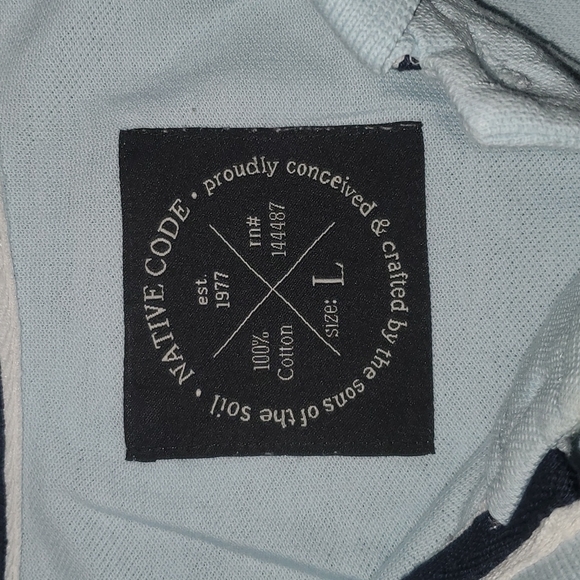 NATIVE CODE • proudly conceived & crafted by the sons of the soil •
est.
1977
rn#
144487
100%
Cotton
size: L